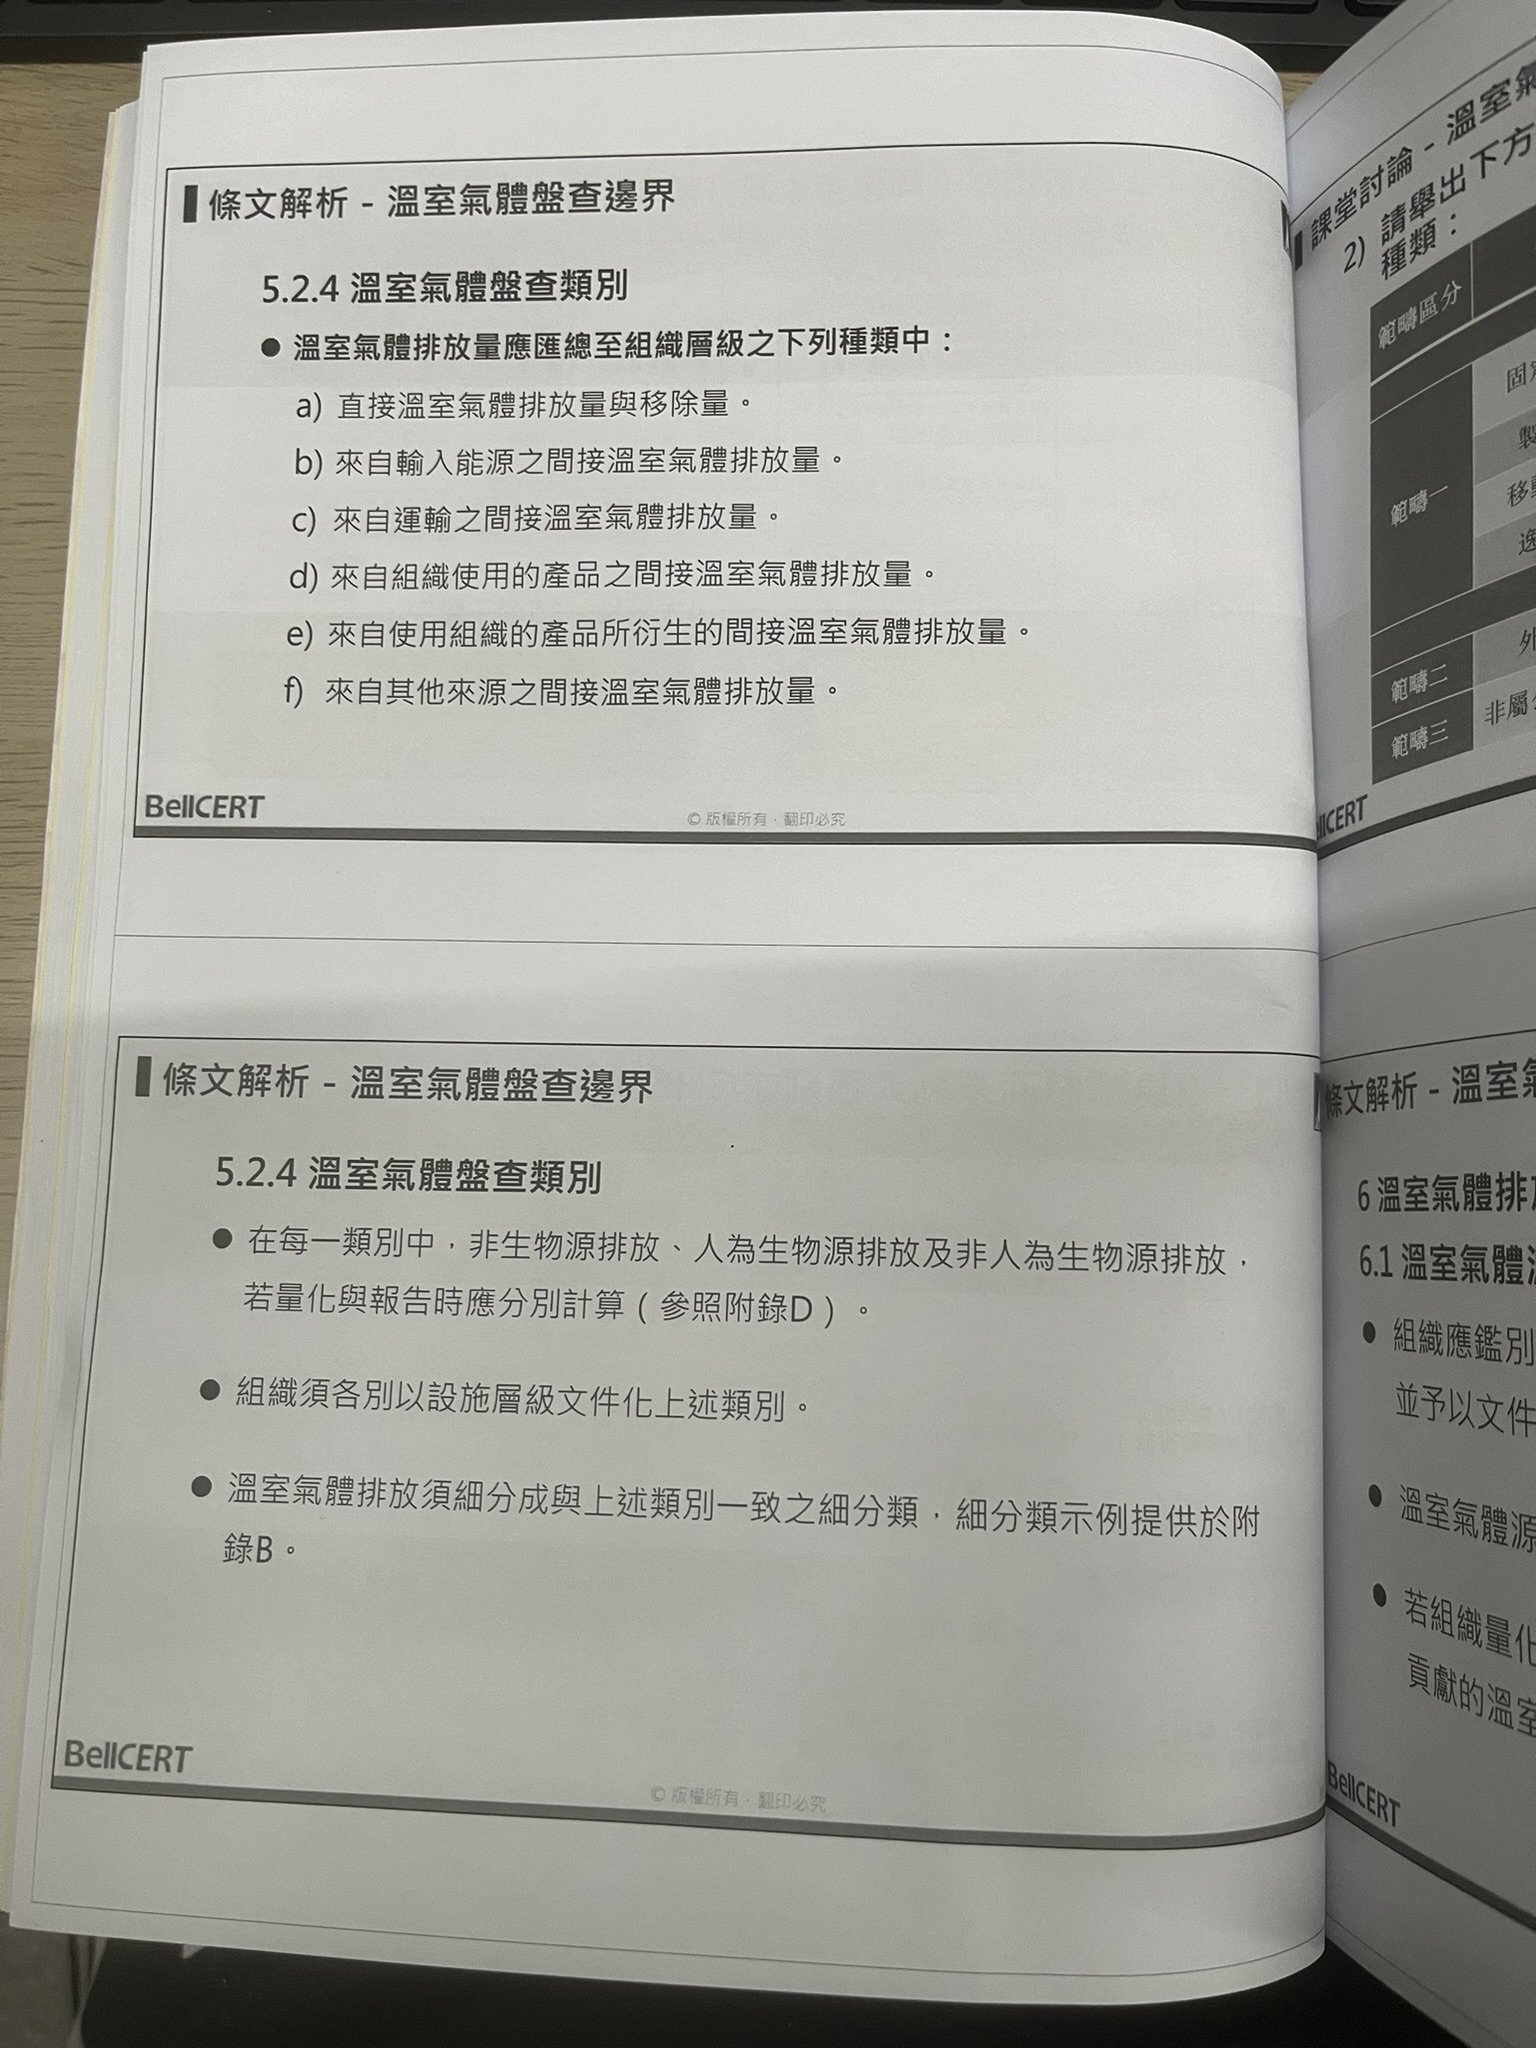 條文解析 - 溫室氣體盤查邊界
5.2.4 溫室氣體盤查類別
● 溫室氣體排放量應匯總至組織層級之下列種類中：
a) 直接溫室氣體排放量與移除量。
b) 來自輸入能源之間接溫室氣體排放量。
c) 來自運輸之間接溫室氣體排放量。
d) 來自組織使用的產品之間接溫室氣體排放量。
e) 來自使用組織的產品所衍生的間接溫室氣體排放量。
f) 來自其他來源之間接溫室氣體排放量。
BellCERT
© 版權所有，翻印必究
條文解析 - 溫室氣體盤查邊界
5.2.4 溫室氣體盤查類別
● 在每一類別中，非生物源排放、人為生物源排放及非人為生物源排放，
若量化與報告時應分別計算（參照附錄D）。
● 組織須各別以設施層級文件化上述類別。
● 溫室氣體排放須細分成與上述類別一致之細分類，細分類示例提供於附
錄B。
BellCERT
© 版權所有，翻印必究
課堂討論 - 溫室氣
2) 請舉出下方
種類：
範疇區分
範疇一
固
製
移
逸
範疇二
外
範疇三
非屬
llCERT
條文解析 - 溫室氣
6 溫室氣體排
6.1 溫室氣體
● 組織應鑑別
並予以文件
● 溫室氣體源
● 若組織量化
貢獻的溫室
BellCERT